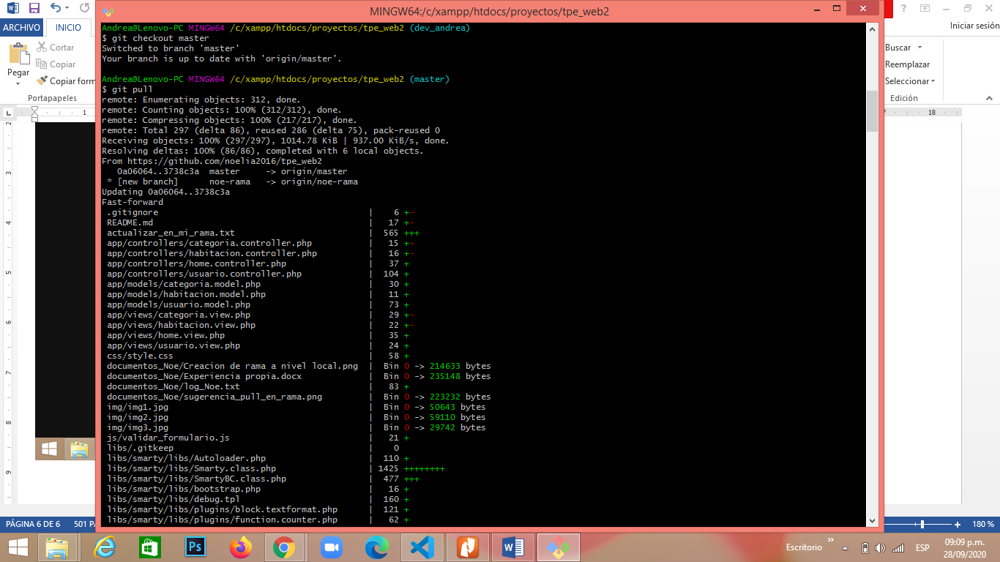 MINGW64:/c/xampp/htdocs/proyectos/tpe_web2
ARCHIVO
INICIO
Iniciar sesión
Cortar
Copiar
Copiar form
Pegar
Portapapeles
Buscar
Reemplazar
Seleccionar
Edición
1
18
2
3
4
5
6
7
8
9
Andrea@Lenovo-PC MINGW64 /c/xampp/htdocs/proyectos/tpe_web2 (dev_andrea)
$ git checkout master
Switched to branch 'master'
Your branch is up to date with 'origin/master'.
Andrea@Lenovo-PC MINGW64 /c/xampp/htdocs/proyectos/tpe_web2 (master)
$ git pull
remote: Enumerating objects: 312, done.
remote: Counting objects: 100% (312/312), done.
remote: Compressing objects: 100% (217/217), done.
remote: Total 297 (delta 86), reused 286 (delta 75), pack-reused 0
Receiving objects: 100% (297/297), 1014.78 KiB | 937.00 KiB/s, done.
Resolving deltas: 100% (86/86), completed with 6 local objects.
From https://github.com/noelia2016/tpe_web2
0a06064..3738c3a master -> origin/master
* [new branch] noe-rama -> origin/noe-rama
Updating 0a06064..3738c3a
Fast-forward
.gitignore | 6 +-
README.md | 17 +-
actualizar_en_mi_rama.txt | 565 +++
app/controllers/categoria.controller.php | 15 +-
app/controllers/habitacion.controller.php | 16 +-
app/controllers/home.controller.php | 37 +
app/controllers/usuario.controller.php | 104 +
app/models/categoria.model.php | 30 +
app/models/habitacion.model.php | 11 +
app/models/usuario.model.php | 73 +
app/views/categoria.view.php | 29 +-
app/views/habitacion.view.php | 22 +-
app/views/home.view.php | 35 +
app/views/usuario.view.php | 24 +
css/style.css | 58 +
documentos_Noe/Creacion de rama a nivel local.png | Bin 0 -> 214633 bytes
documentos_Noe/Experiencia propia.docx | Bin 0 -> 235148 bytes
documentos_Noe/log_Noe.txt | 83 +
documentos_Noe/sugerencia_pull_en_rama.png | Bin 0 -> 223232 bytes
img/img1.jpg | Bin 0 -> 50643 bytes
img/img2.jpg | Bin 0 -> 59110 bytes
img/img3.jpg | Bin 0 -> 29742 bytes
js/validar_formulario.js | 21 +
libs/.gitkeep | 0
libs/smarty/libs/Autoloader.php | 110 +
libs/smarty/libs/Smarty.class.php | 1425 ++++++++
libs/smarty/libs/SmartyBC.class.php | 477 +++
libs/smarty/libs/bootstrap.php | 16 +
libs/smarty/libs/debug.tpl | 160 +
libs/smarty/libs/plugins/block.textformat.php | 121 +
libs/smarty/libs/plugins/function.counter.php | 62 +
PÁGINA 6 DE 6
501 PA
180 %
Escritorio
ESP
09:09 p.m.
28/09/2020